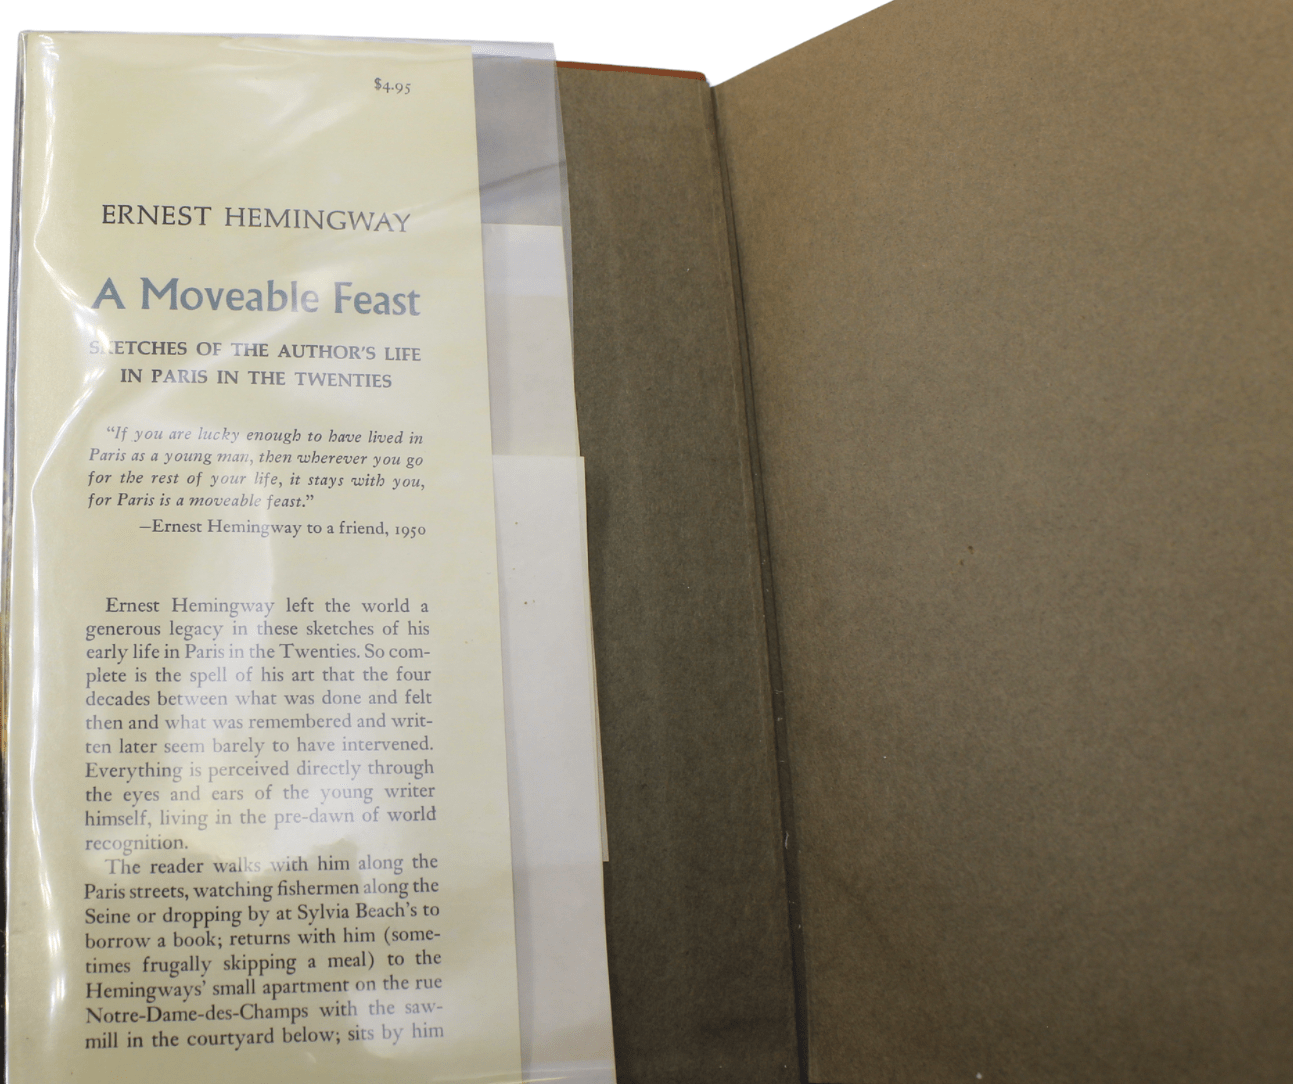 $4.95
ERNEST HEMINGWAY
A Moveable Feast
SKETCHES OF THE AUTHOR'S LIFE
IN PARIS IN THE TWENTIES
“If you are lucky enough to have lived in
Paris as a young man, then wherever you go
for the rest of your life, it stays with you,
for Paris is a moveable feast.”
—Ernest Hemingway to a friend, 1950
Ernest Hemingway left the world a
generous legacy in these sketches of his
early life in Paris in the Twenties. So com-
plete is the spell of his art that the four
decades between what was done and felt
then and what was remembered and writ-
ten later seem barely to have intervened.
Everything is perceived directly through
the eyes and ears of the young writer
himself, living in the pre-dawn of world
recognition.
The reader walks with him along the
Paris streets, watching fishermen along the
Seine or dropping by at Sylvia Beach's to
borrow a book; returns with him (some-
times frugally skipping a meal) to the
Hemingways' small apartment on the rue
Notre-Dame-des-Champs with the saw-
mill in the courtyard below; sits by him